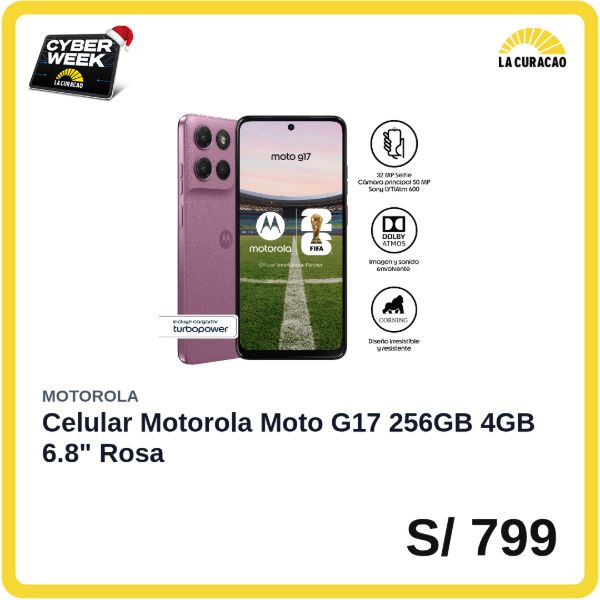 CYBER
WEEK
LA CURACAO
LA CURACAO
moto g17
motorola
FIFA
32 MP Selfie
Cámara principal 50 MP
Sony LYTIAtm 600
DOLBY
ATMOS
Imagen y sonido
envolvente
CORNING
Diseño irresistible
y resistente
incluye cargador
turbopower
MOTOROLA
Celular Motorola Moto G17 256GB 4GB
6.8" Rosa
S/ 799